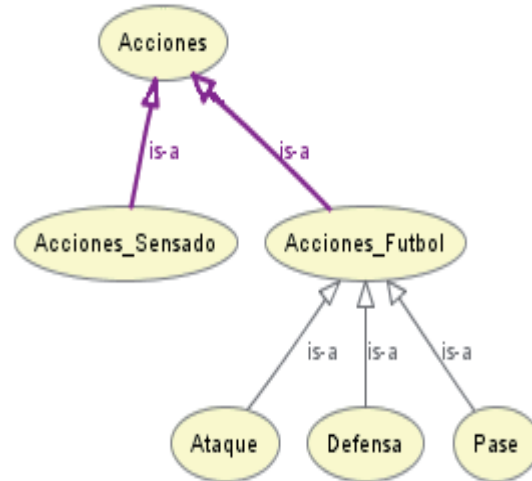 Acciones
is-a
is-a
Acciones_Sensado
Acciones_Futbol
is-a
is-a
is-a
Ataque
Defensa
Pase